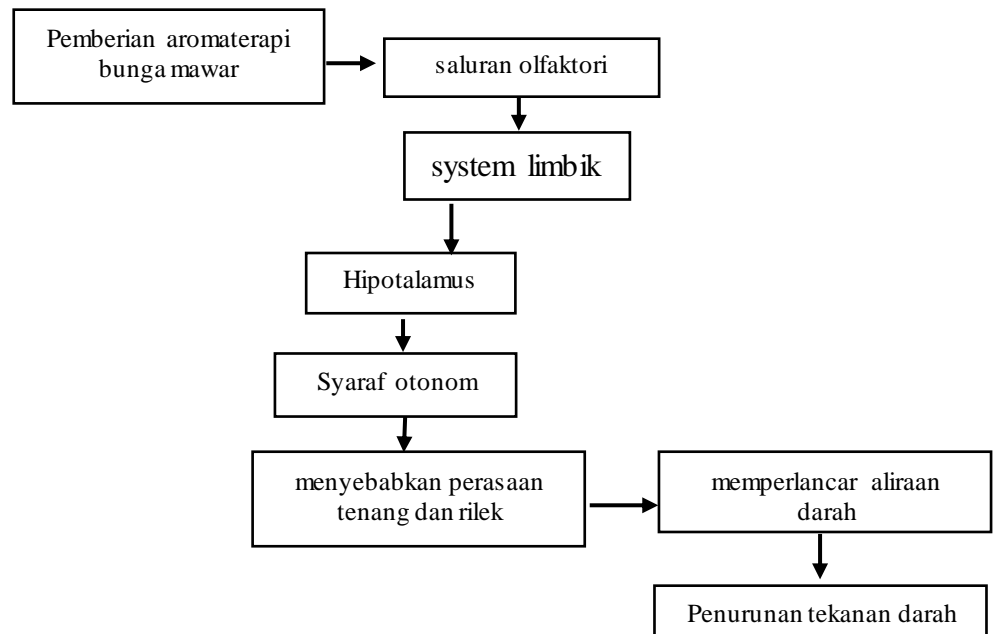 Pemberian aromaterapi
bunga mawar
saluran olfaktori
system limbik
Hipotalamus
Syaraf otonom
menyebabkan perasaan
tenang dan rilek
memperlancar aliraan
darah
Penurunan tekanan darah